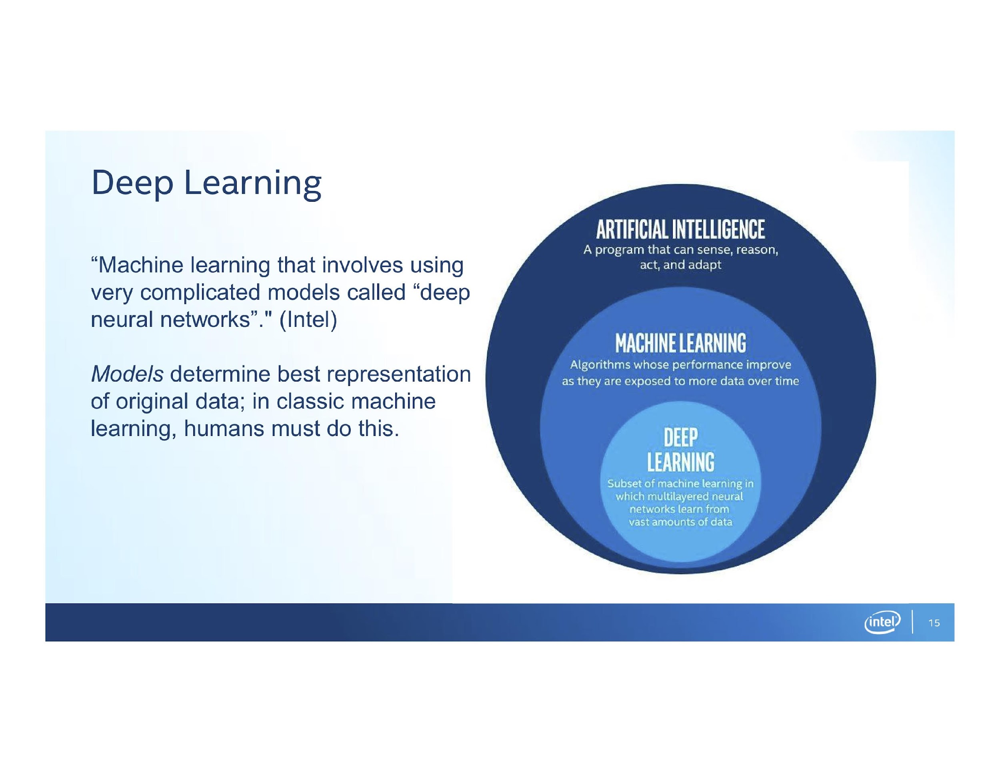 Deep Learning
“Machine learning that involves using
very complicated models called “deep
neural networks”." (Intel)
Models determine best representation
of original data; in classic machine
learning, humans must do this.
ARTIFICIAL INTELLIGENCE
A program that can sense, reason,
act, and adapt
MACHINE LEARNING
Algorithms whose performance improve
as they are exposed to more data over time
DEEP
LEARNING
Subset of machine learning in
which multilayered neural
networks learn from
vast amounts of data
intel
15